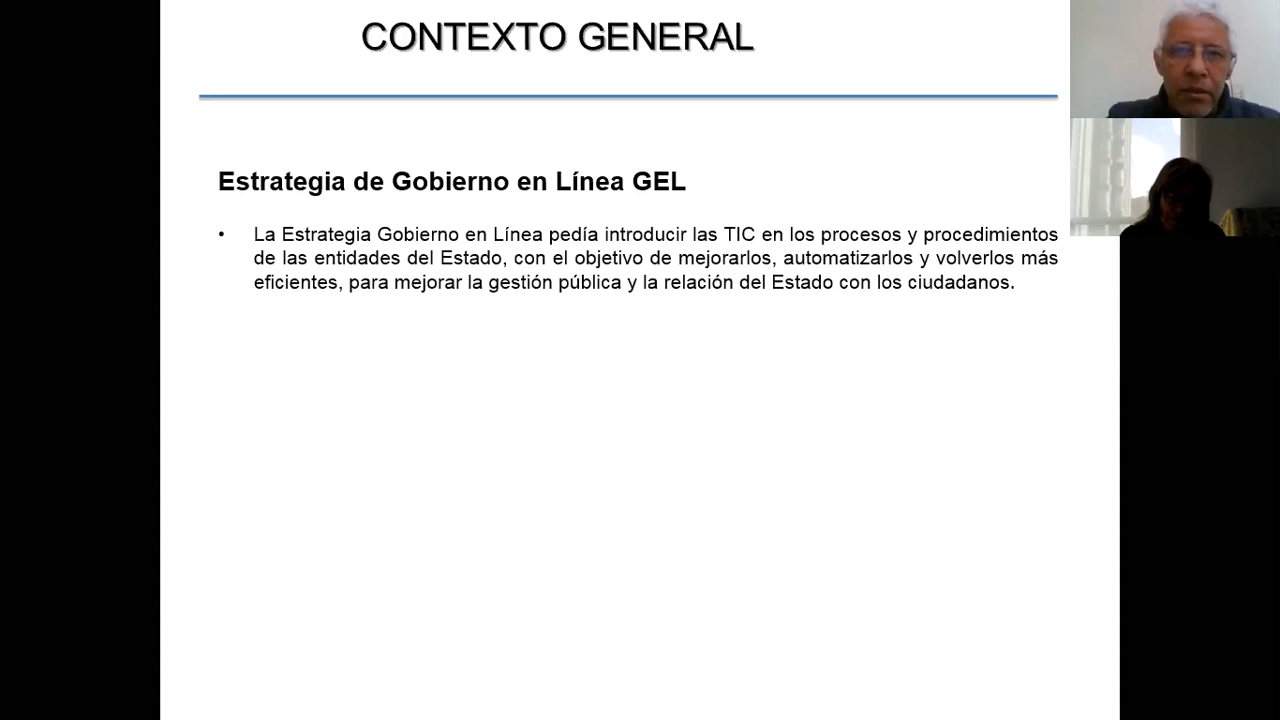 CONTEXTO GENERAL
Estrategia de Gobierno en Línea GEL
• La Estrategia Gobierno en Línea pedía introducir las TIC en los procesos y procedimientos
de las entidades del Estado, con el objetivo de mejorarlos, automatizarlos y volverlos más
eficientes, para mejorar la gestión pública y la relación del Estado con los ciudadanos.